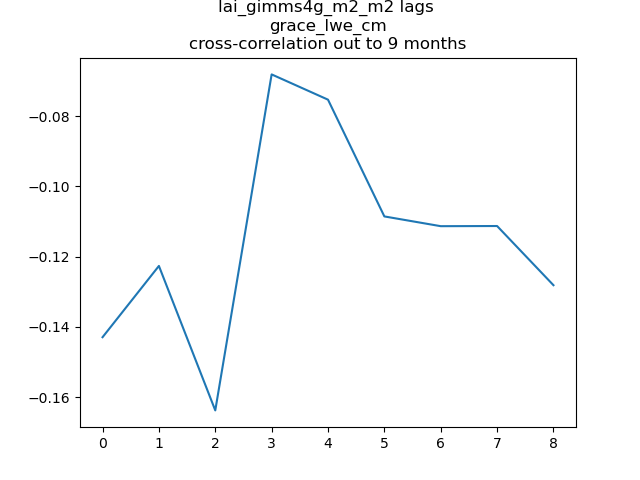 lai_gimms4g_m2_m2 lags
grace_lwe_cm
cross-correlation out to 9 months
−0.08
−0.10
−0.12
−0.14
−0.16
0 1 2 3 4 5 6 7 8